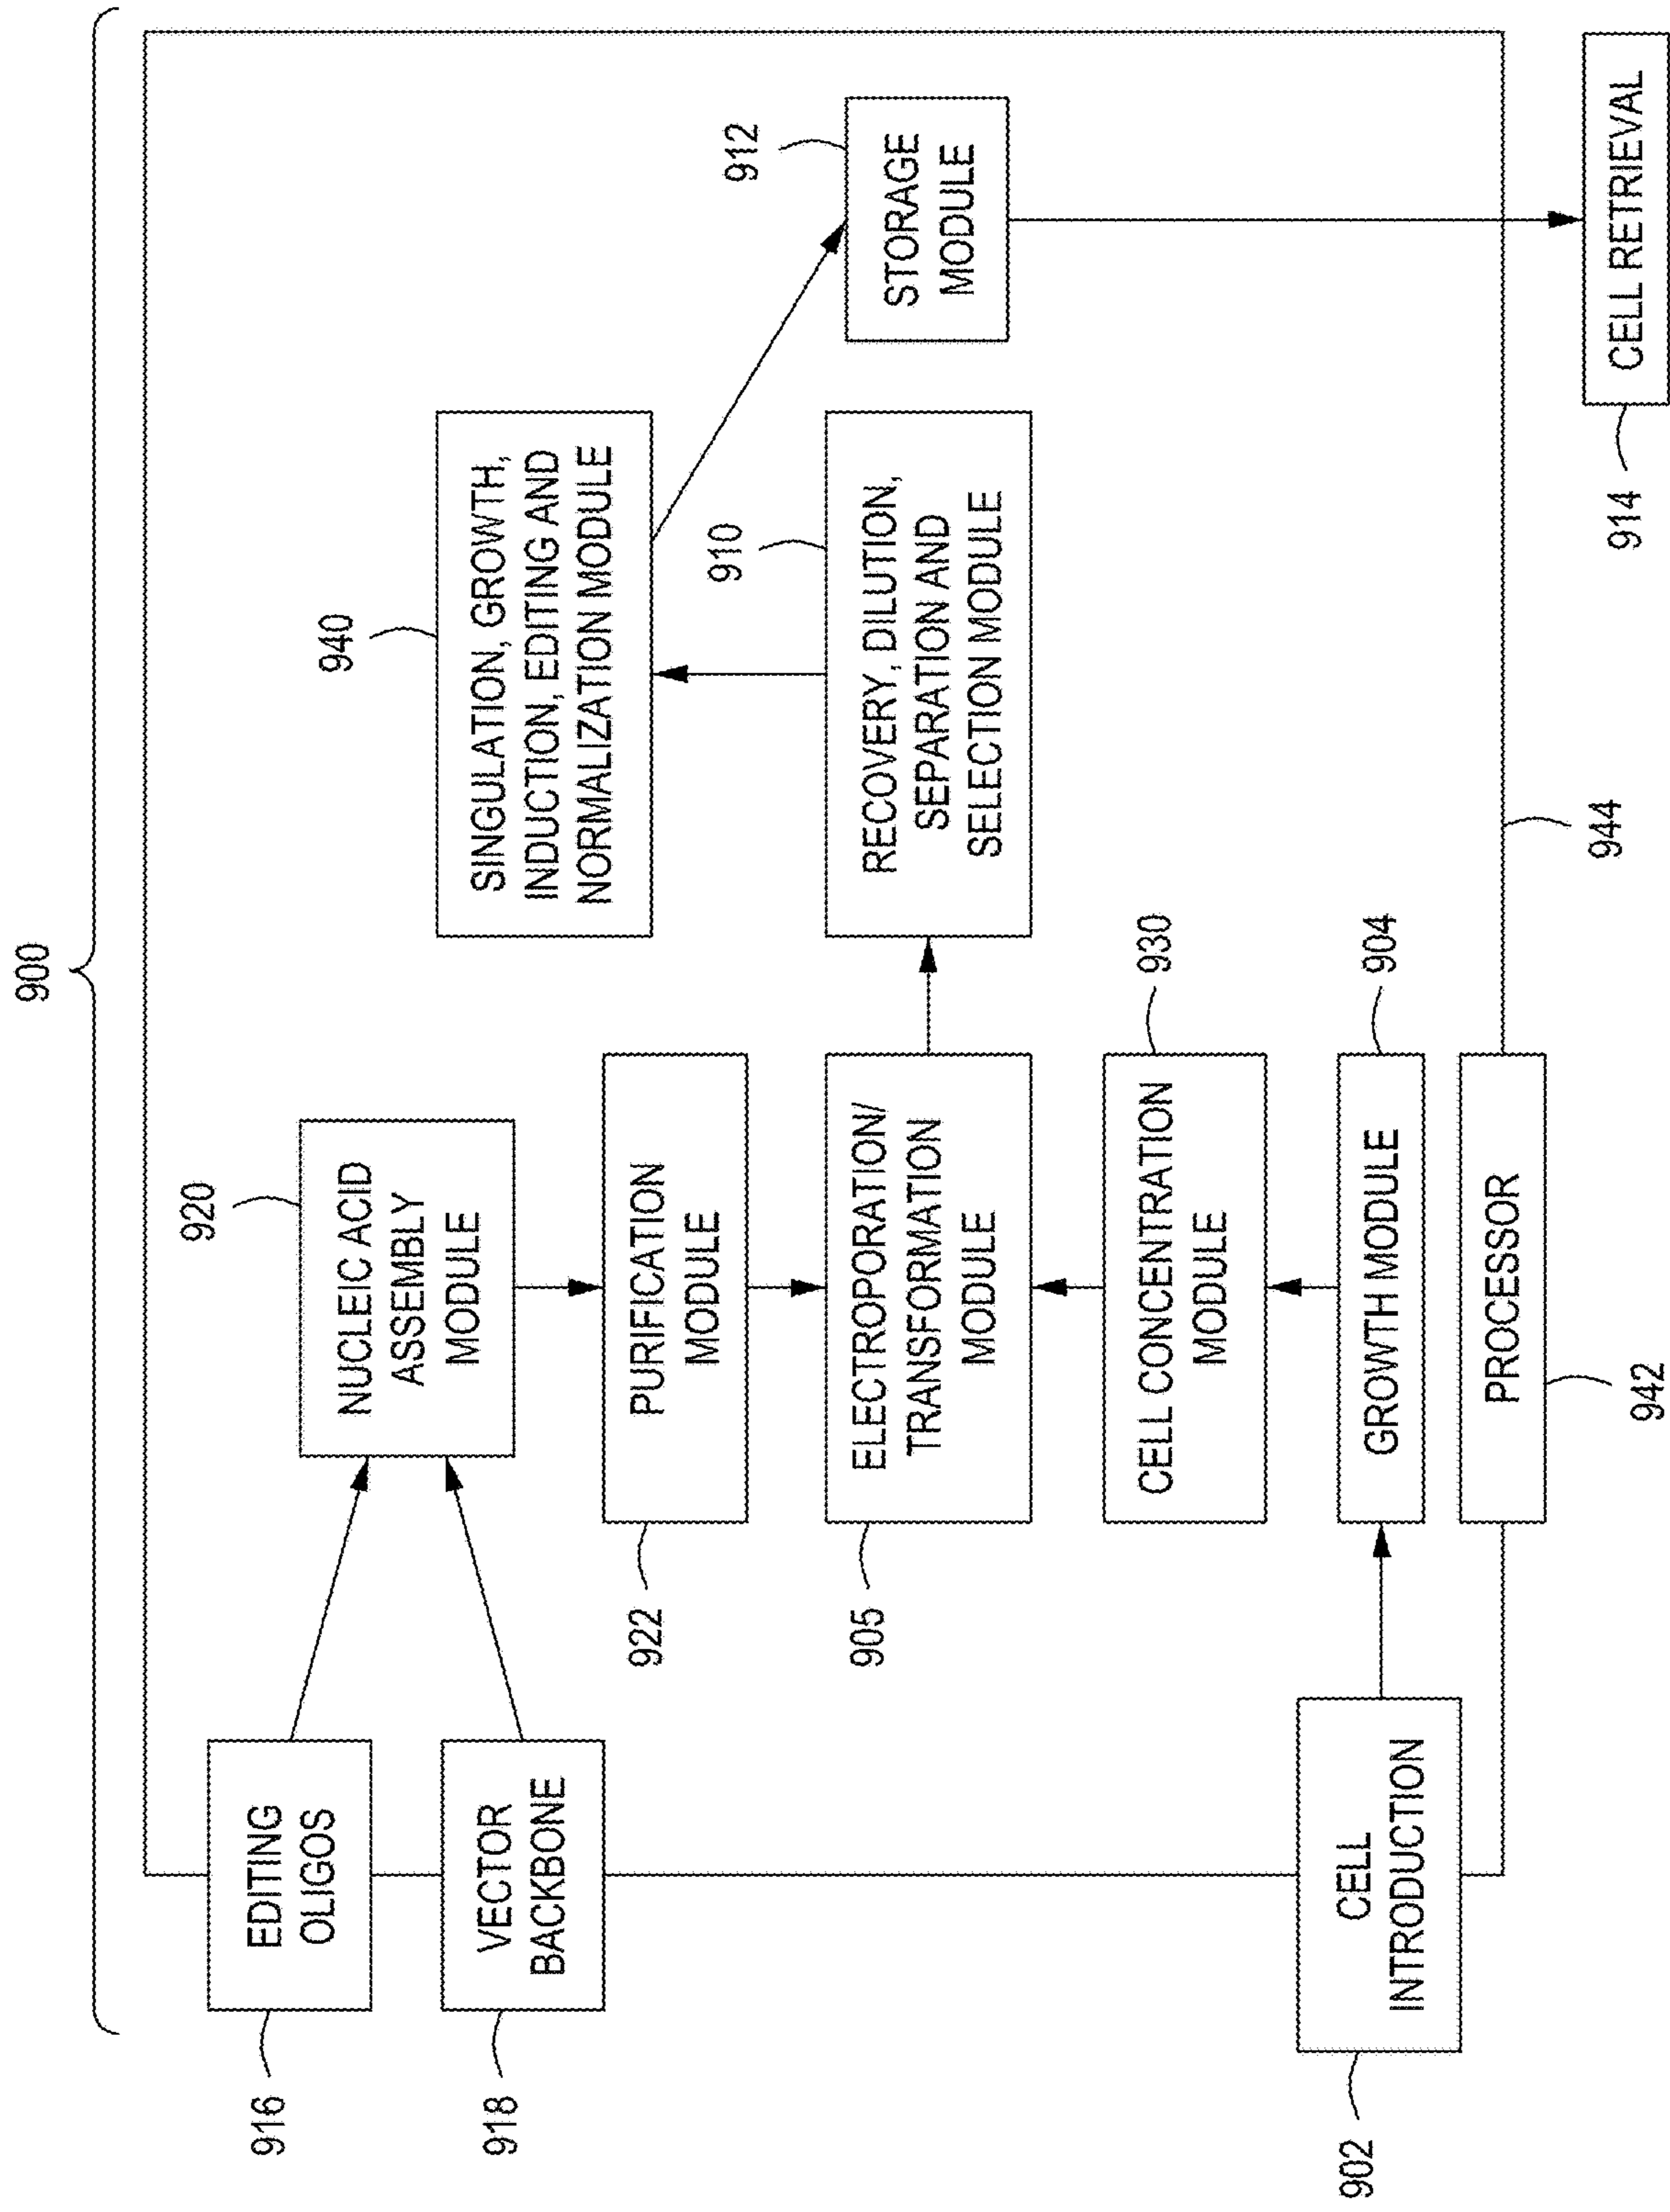 900
916
EDITING
OLIGOS
918
VECTOR
BACKBONE
920
NUCLEIC ACID
ASSEMBLY
MODULE
922
PURIFICATION
MODULE
905
ELECTROPORATION/
TRANSFORMATION
MODULE
930
CELL CONCENTRATION
MODULE
904
GROWTH MODULE
902
CELL
INTRODUCTION
942
PROCESSOR
944
940
SINGULATION, GROWTH,
INDUCTION, EDITING AND
NORMALIZATION MODULE
910
RECOVERY, DILUTION,
SEPARATION AND
SELECTION MODULE
912
STORAGE
MODULE
914
CELL RETRIEVAL